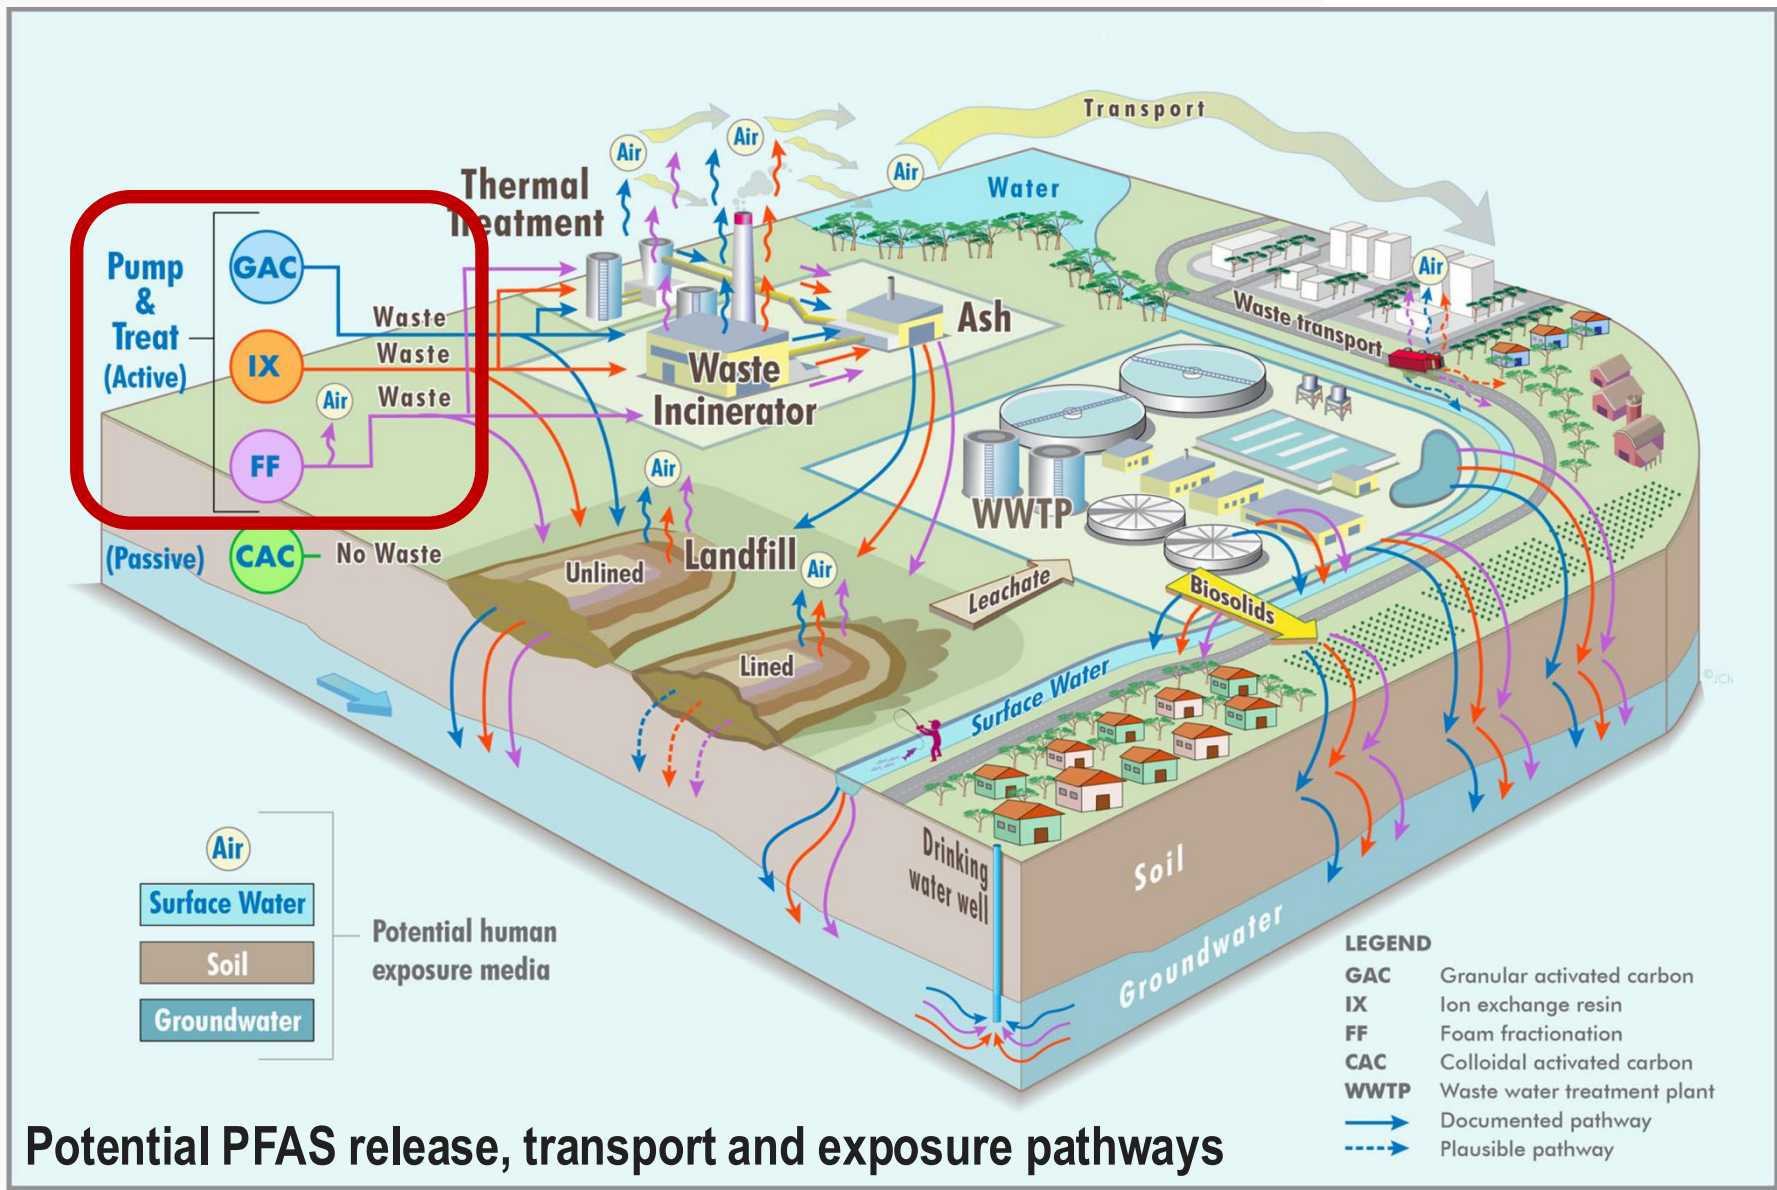 Transport
Air
Air
Air
Thermal
Treatment
Water
Pump
&
Treat
(Active)
GAC
Waste
IX
Waste
Air
Waste
FF
(Passive)
CAC
No Waste
Waste
Incinerator
Ash
Air
Waste transport
WWTP
Air
Landfill
Unlined
Air
Lined
Leachate
Biosolids
Surface Water
Drinking
water well
Soil
Groundwater
©JCh
Air
Surface Water
Soil
Groundwater
Potential human
exposure media
LEGEND
GAC Granular activated carbon
IX Ion exchange resin
FF Foam fractionation
CAC Colloidal activated carbon
WWTP Waste water treatment plant
Documented pathway
Plausible pathway
Potential PFAS release, transport and exposure pathways